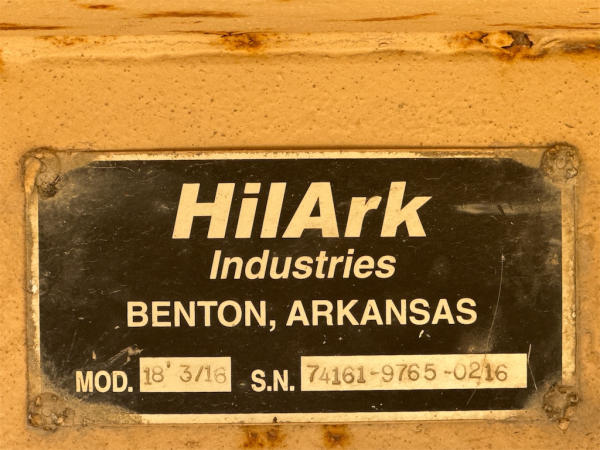 HilArk
Industries
BENTON, ARKANSAS
MOD. 18' 3/16 S.N. 74161-9765-0216